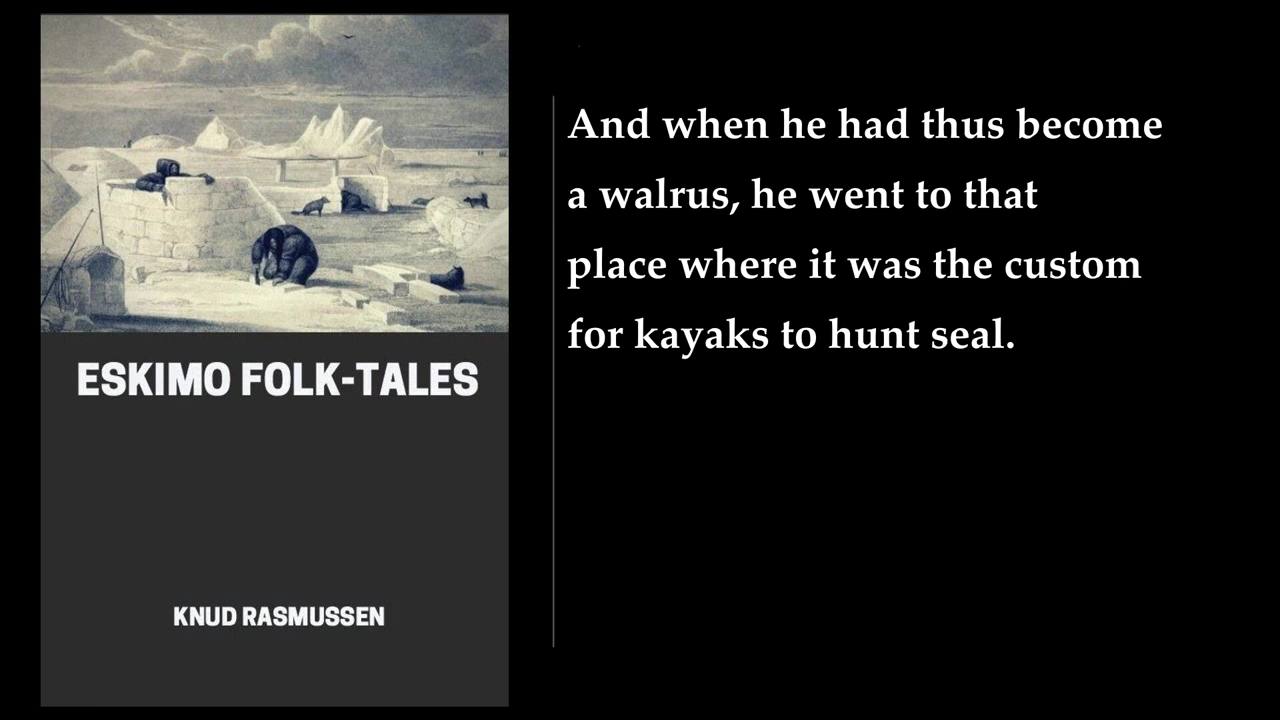 ESKIMO FOLK-TALES
KNUD RASMUSSEN
And when he had thus become
a walrus, he went to that
place where it was the custom
for kayaks to hunt seal.